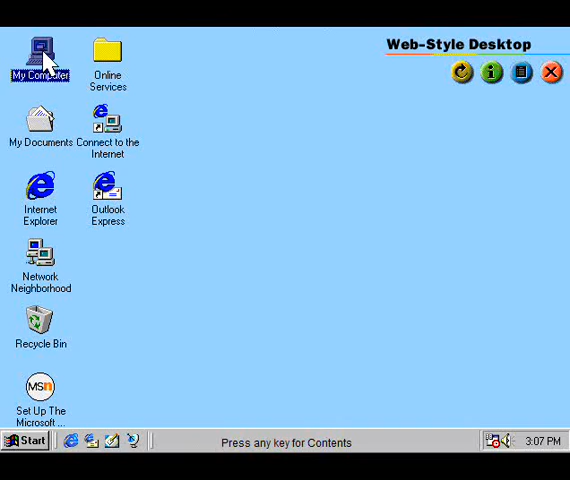 Web-Style Desktop
My Computer
Online
Services
My Documents
Connect to the
Internet
Internet
Explorer
Outlook
Express
Network
Neighborhood
Recycle Bin
MSn
Set Up The
Microsoft ...
Start
Press any key for Contents
3:07 PM